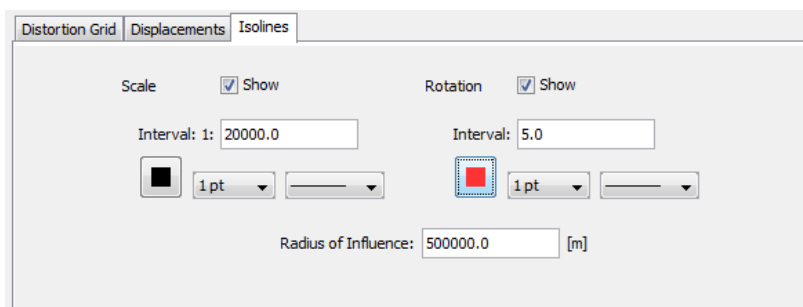 Distortion Grid Displacements Isolines
Scale Show Rotation Show
Interval: 1: 20000.0 Interval: 5.0
1 pt 1 pt
Radius of Influence: 500000.0 [m]